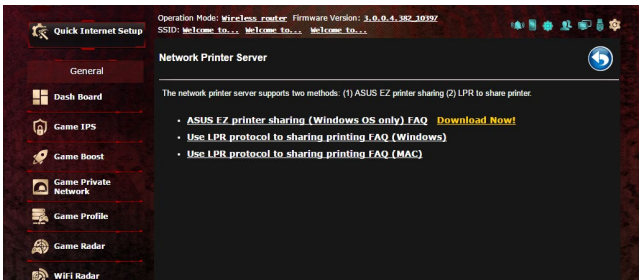 Quick Internet Setup
General
Dash Board
Game IPS
Game Boost
Game Private
Network
Game Profile
Game Radar
WiFi Radar
Operation Mode: Wireless router Firmware Version: 3.0.0.4.382_10397
SSID: Welcome to... Welcome to... Welcome to...
Network Printer Server
The network printer server supports two methods: (1) ASUS EZ printer sharing (2) LPR to share printer.
• ASUS EZ printer sharing (Windows OS only) FAQ Download Now!
• Use LPR protocol to sharing printing FAQ (Windows)
• Use LPR protocol to sharing printing FAQ (MAC)